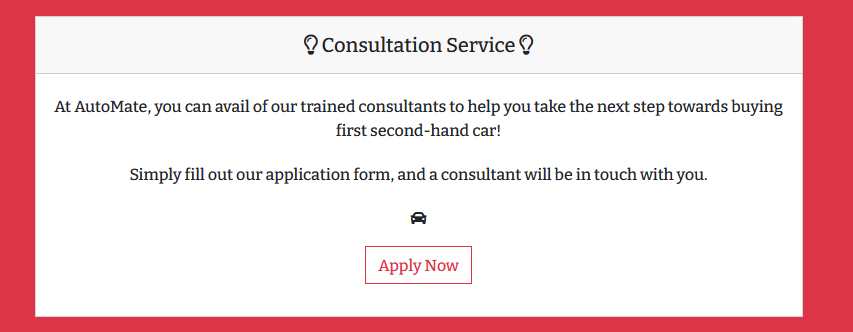 Consultation Service
At AutoMate, you can avail of our trained consultants to help you take the next step towards buying
first second-hand car!
Simply fill out our application form, and a consultant will be in touch with you.
Apply Now